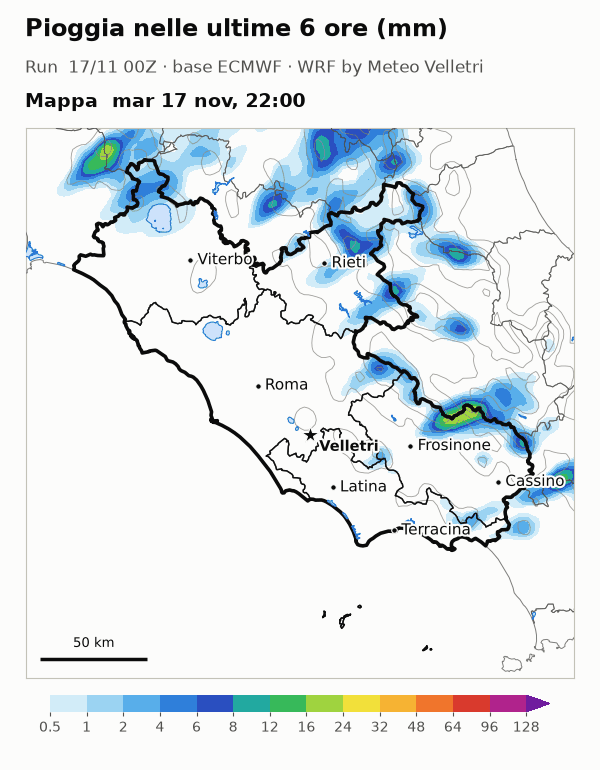 Pioggia nelle ultime 6 ore (mm)
Run  17/11 00Z · base ECMWF · WRF by Meteo Velletri
Mappa  mar 17 nov, 22:00
Viterbo
Rieti
Roma
Velletri
Frosinone
Cassino
Latina
Terracina
50 km
0.5 1 2 4 6 8 12 16 24 32 48 64 96 128